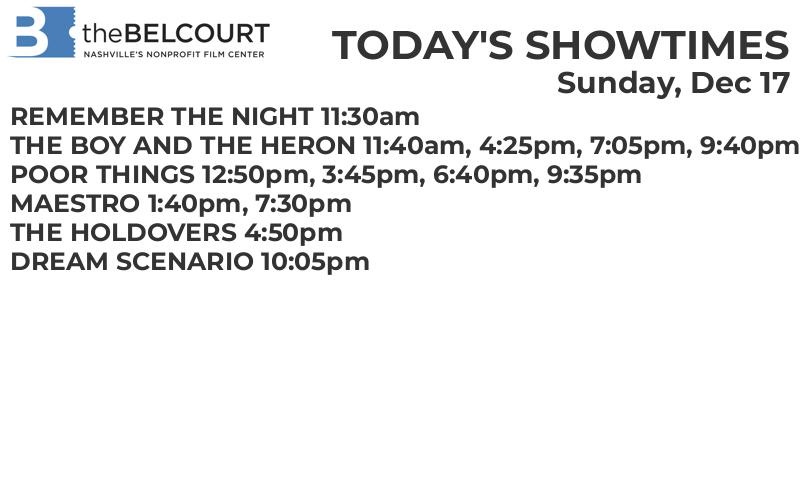 B theBELCOURT
NASHVILLE'S NONPROFIT FILM CENTER
TODAY'S SHOWTIMES
Sunday, Dec 17
REMEMBER THE NIGHT 11:30am
THE BOY AND THE HERON 11:40am, 4:25pm, 7:05pm, 9:40pm
POOR THINGS 12:50pm, 3:45pm, 6:40pm, 9:35pm
MAESTRO 1:40pm, 7:30pm
THE HOLDOVERS 4:50pm
DREAM SCENARIO 10:05pm